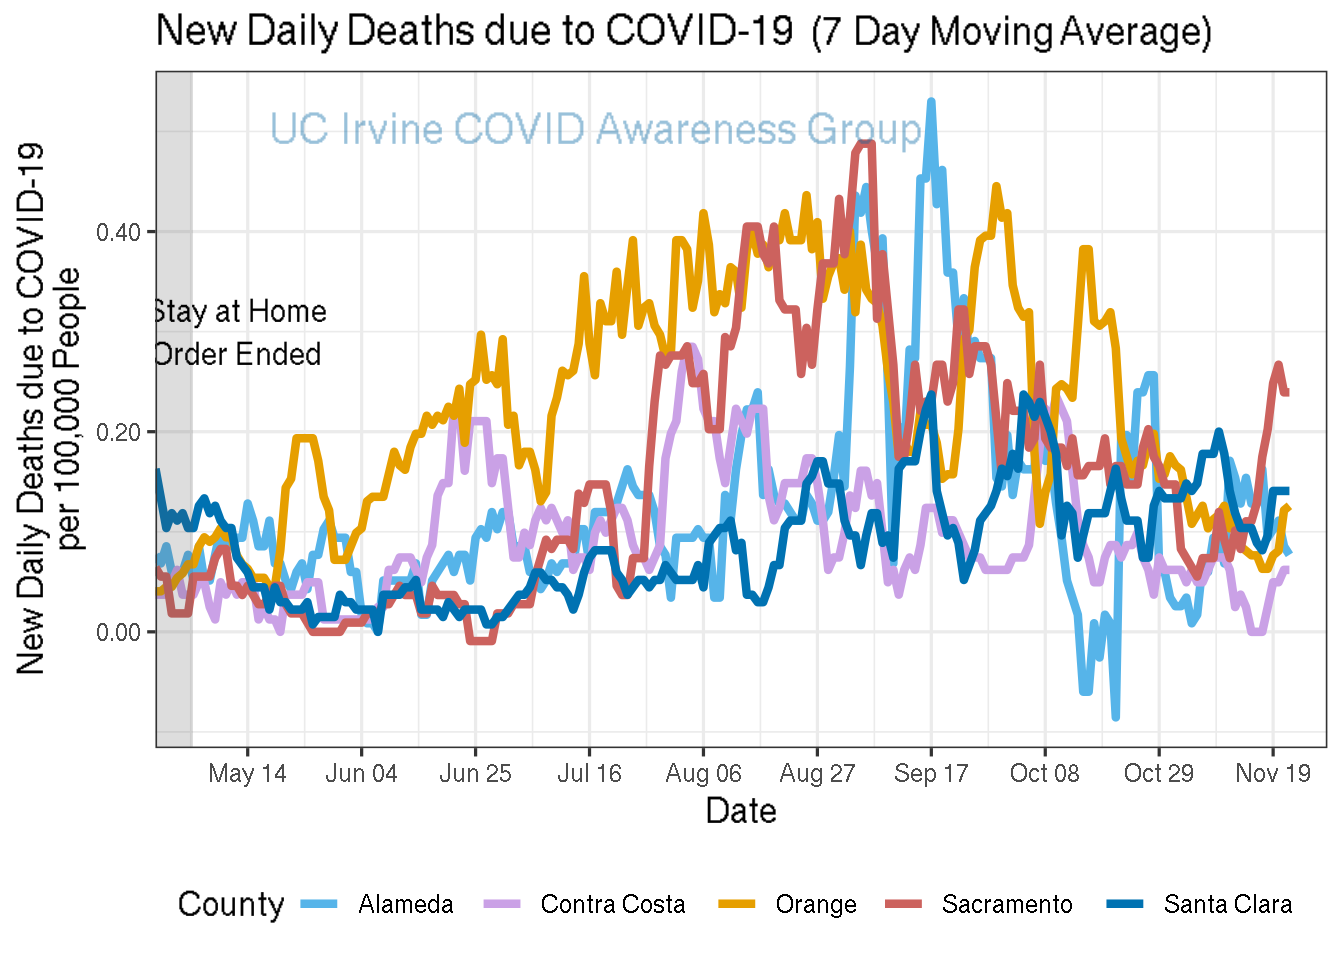 New Daily Deaths due to COVID-19 (7 Day Moving Average)
UC Irvine COVID Awareness Group
New Daily Deaths due to COVID-19
per 100,000 People
0.40
0.20
0.00
Stay at Home
Order Ended
May 14 Jun 04 Jun 25 Jul 16 Aug 06 Aug 27 Sep 17 Oct 08 Oct 29 Nov 19
Date
County Alameda Contra Costa Orange Sacramento Santa Clara